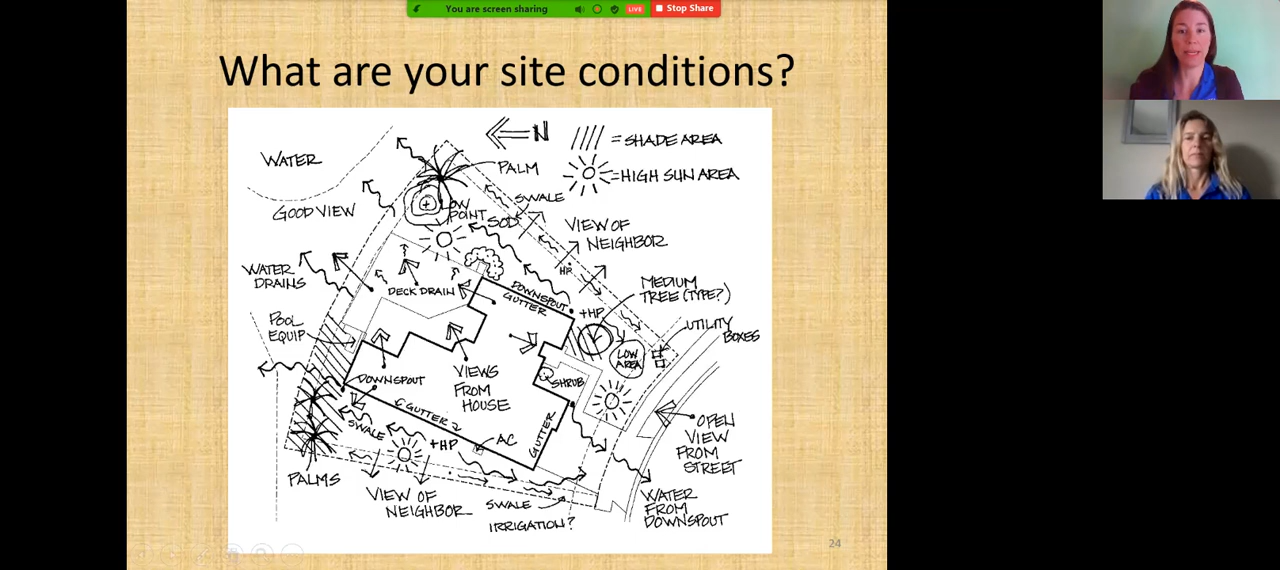 You are screen sharing
LIVE
Stop Share
What are your site conditions?
N
= SHADE AREA
= HIGH SUN AREA
WATER
PALM
GOOD VIEW
SWALE
LOW
POINT
SOD
VIEW OF
NEIGHBOR
WATER
DRAINS
DECK DRAIN
HP
MEDIUM
TREE (TYPE?)
DOWNSPOUT
GUTTER
+HP
POOL
EQUIP
UTILITY
BOXES
LOW
AREA
DOWNSPOUT
VIEWS
FROM
HOUSE
SHRUB
GUTTER
SWALE
+HP
AC
GUTTER
OPEN
VIEW
FROM
STREET
PALMS
VIEW OF
NEIGHBOR
SWALE
IRRIGATION?
WATER
FROM
DOWNSPOUT
24